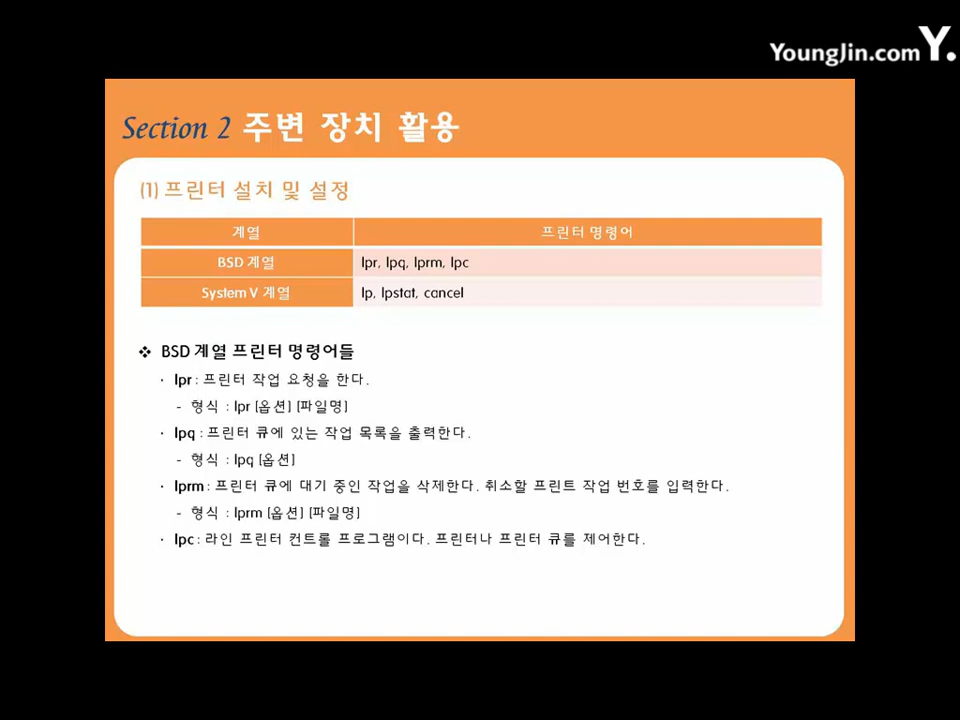 YoungJin.com Y.
Section 2 주변 장치 활용
(1) 프린터 설치 및 설정
계열 프린터 명령어
BSD 계열 lpr, lpq, lprm, lpc
System V 계열 lp, lpstat, cancel
❖ BSD 계열 프린터 명령어들
· lpr : 프린터 작업 요청을 한다.
- 형식 : lpr [옵션] [파일명]
· lpq : 프린터 큐에 있는 작업 목록을 출력한다.
- 형식 : lpq [옵션]
· lprm : 프린터 큐에 대기 중인 작업을 삭제한다. 취소할 프린트 작업 번호를 입력한다.
- 형식 : lprm [옵션] [파일명]
· lpc : 라인 프린터 컨트롤 프로그램이다. 프린터나 프린터 큐를 제어한다.